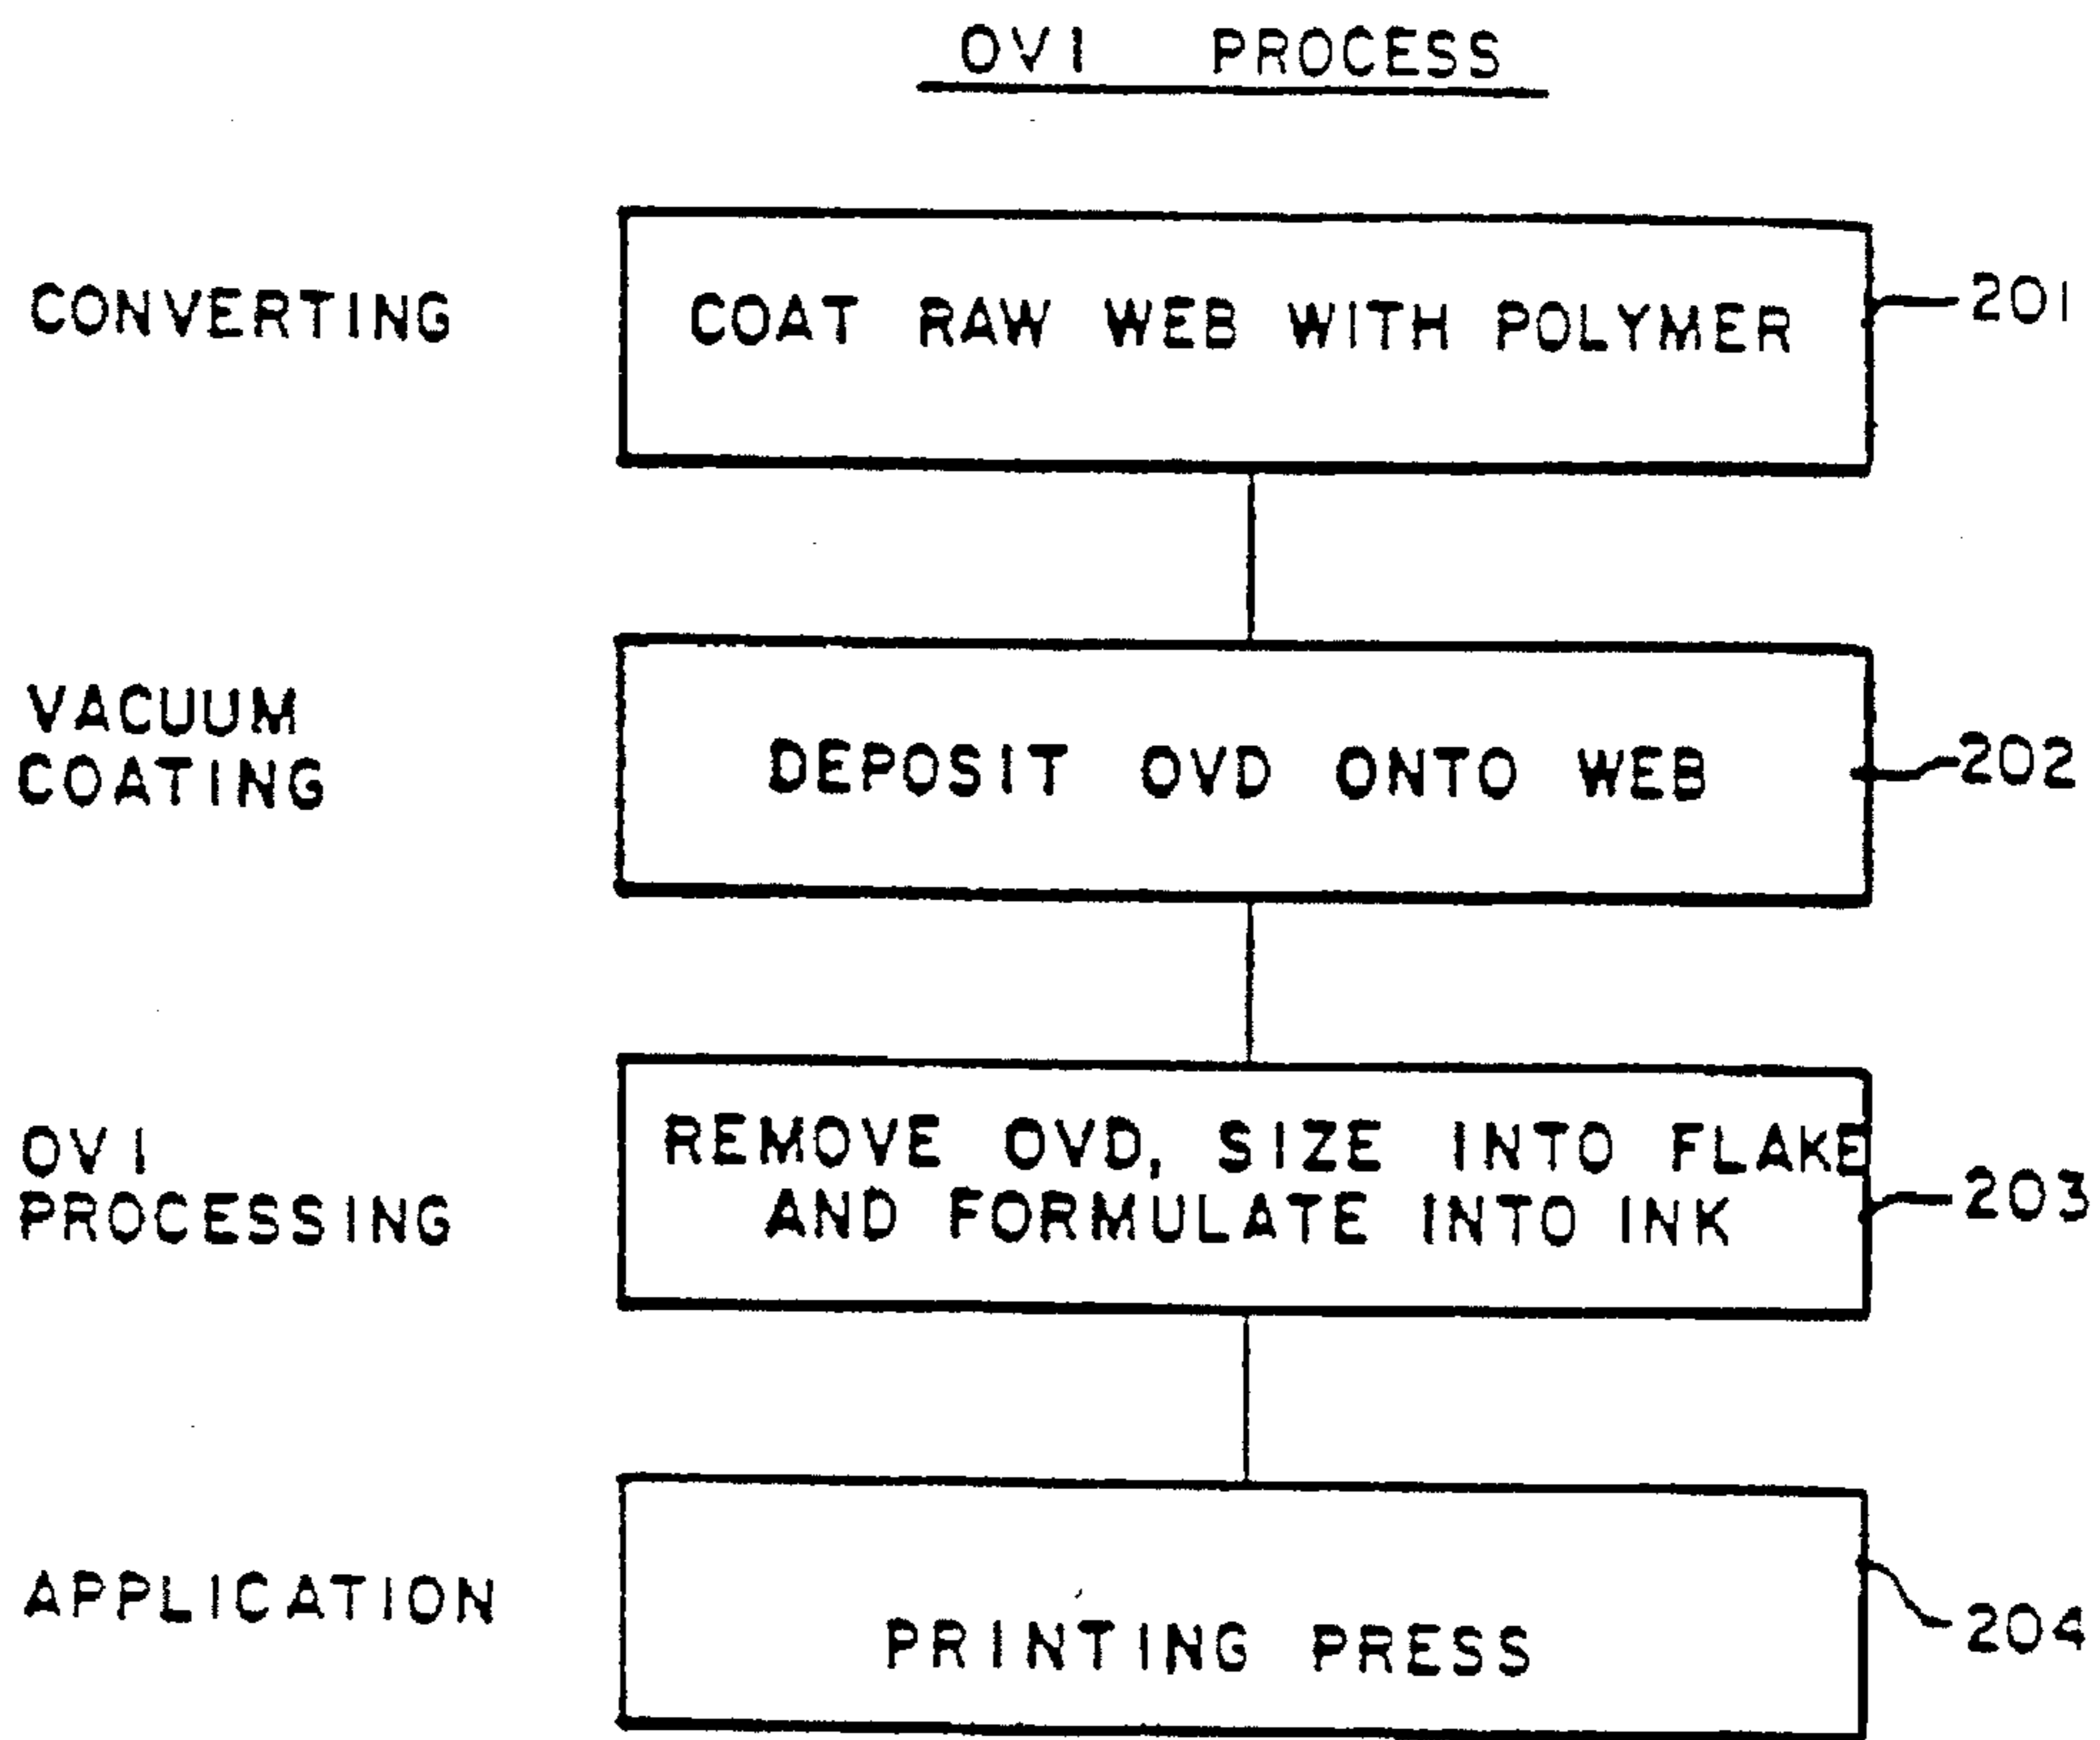 OVI PROCESS
CONVERTING
COAT RAW WEB WITH POLYMER
201
VACUUM
COATING
DEPOSIT OVD ONTO WEB
202
OVI
PROCESSING
REMOVE OVD, SIZE INTO FLAKE
AND FORMULATE INTO INK
203
APPLICATION
PRINTING PRESS
204